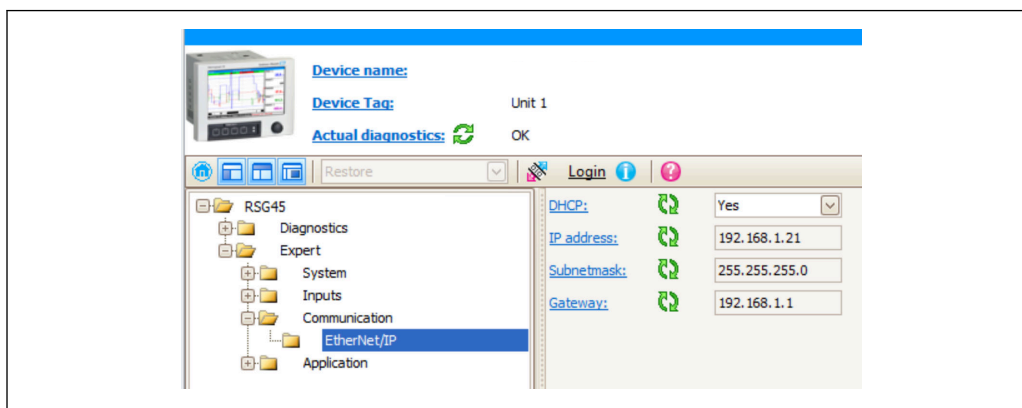 Device name:
Device Tag: Unit 1
Actual diagnostics: OK
Restore Login
RSG45
Diagnostics
Expert
System
Inputs
Communication
EtherNet/IP
Application
DHCP: Yes
IP address: 192.168.1.21
Subnetmask: 255.255.255.0
Gateway: 192.168.1.1